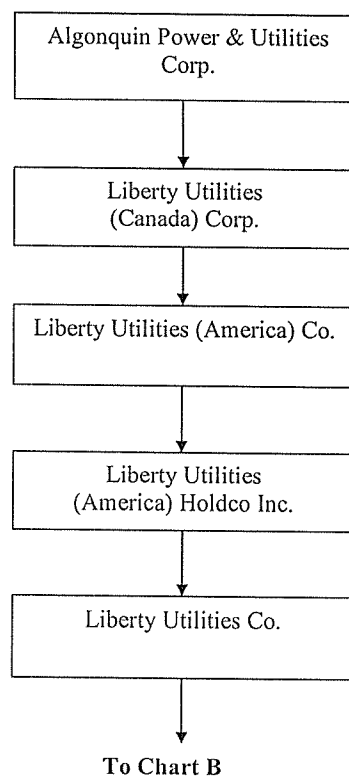 Algonquin Power & Utilities
Corp.
Liberty Utilities
(Canada) Corp.
Liberty Utilities (America) Co.
Liberty Utilities
(America) Holdco Inc.
Liberty Utilities Co.
To Chart B